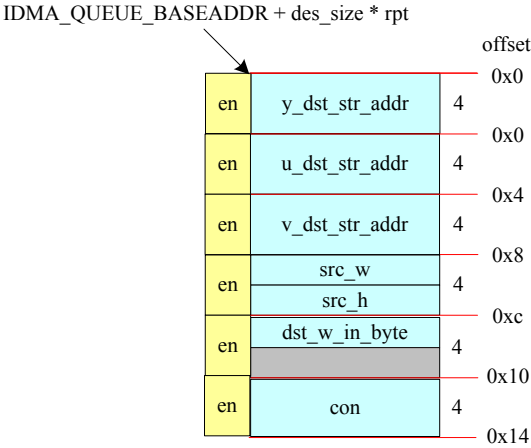 IDMA_QUEUE_BASEADDR + des_size * rpt
offset
0x0
en y_dst_str_addr 4
0x0
en u_dst_str_addr 4
0x4
en v_dst_str_addr 4
0x8
src_w
en 4
src_h
0xc
dst_w_in_byte
en 4
0x10
en con 4
0x14